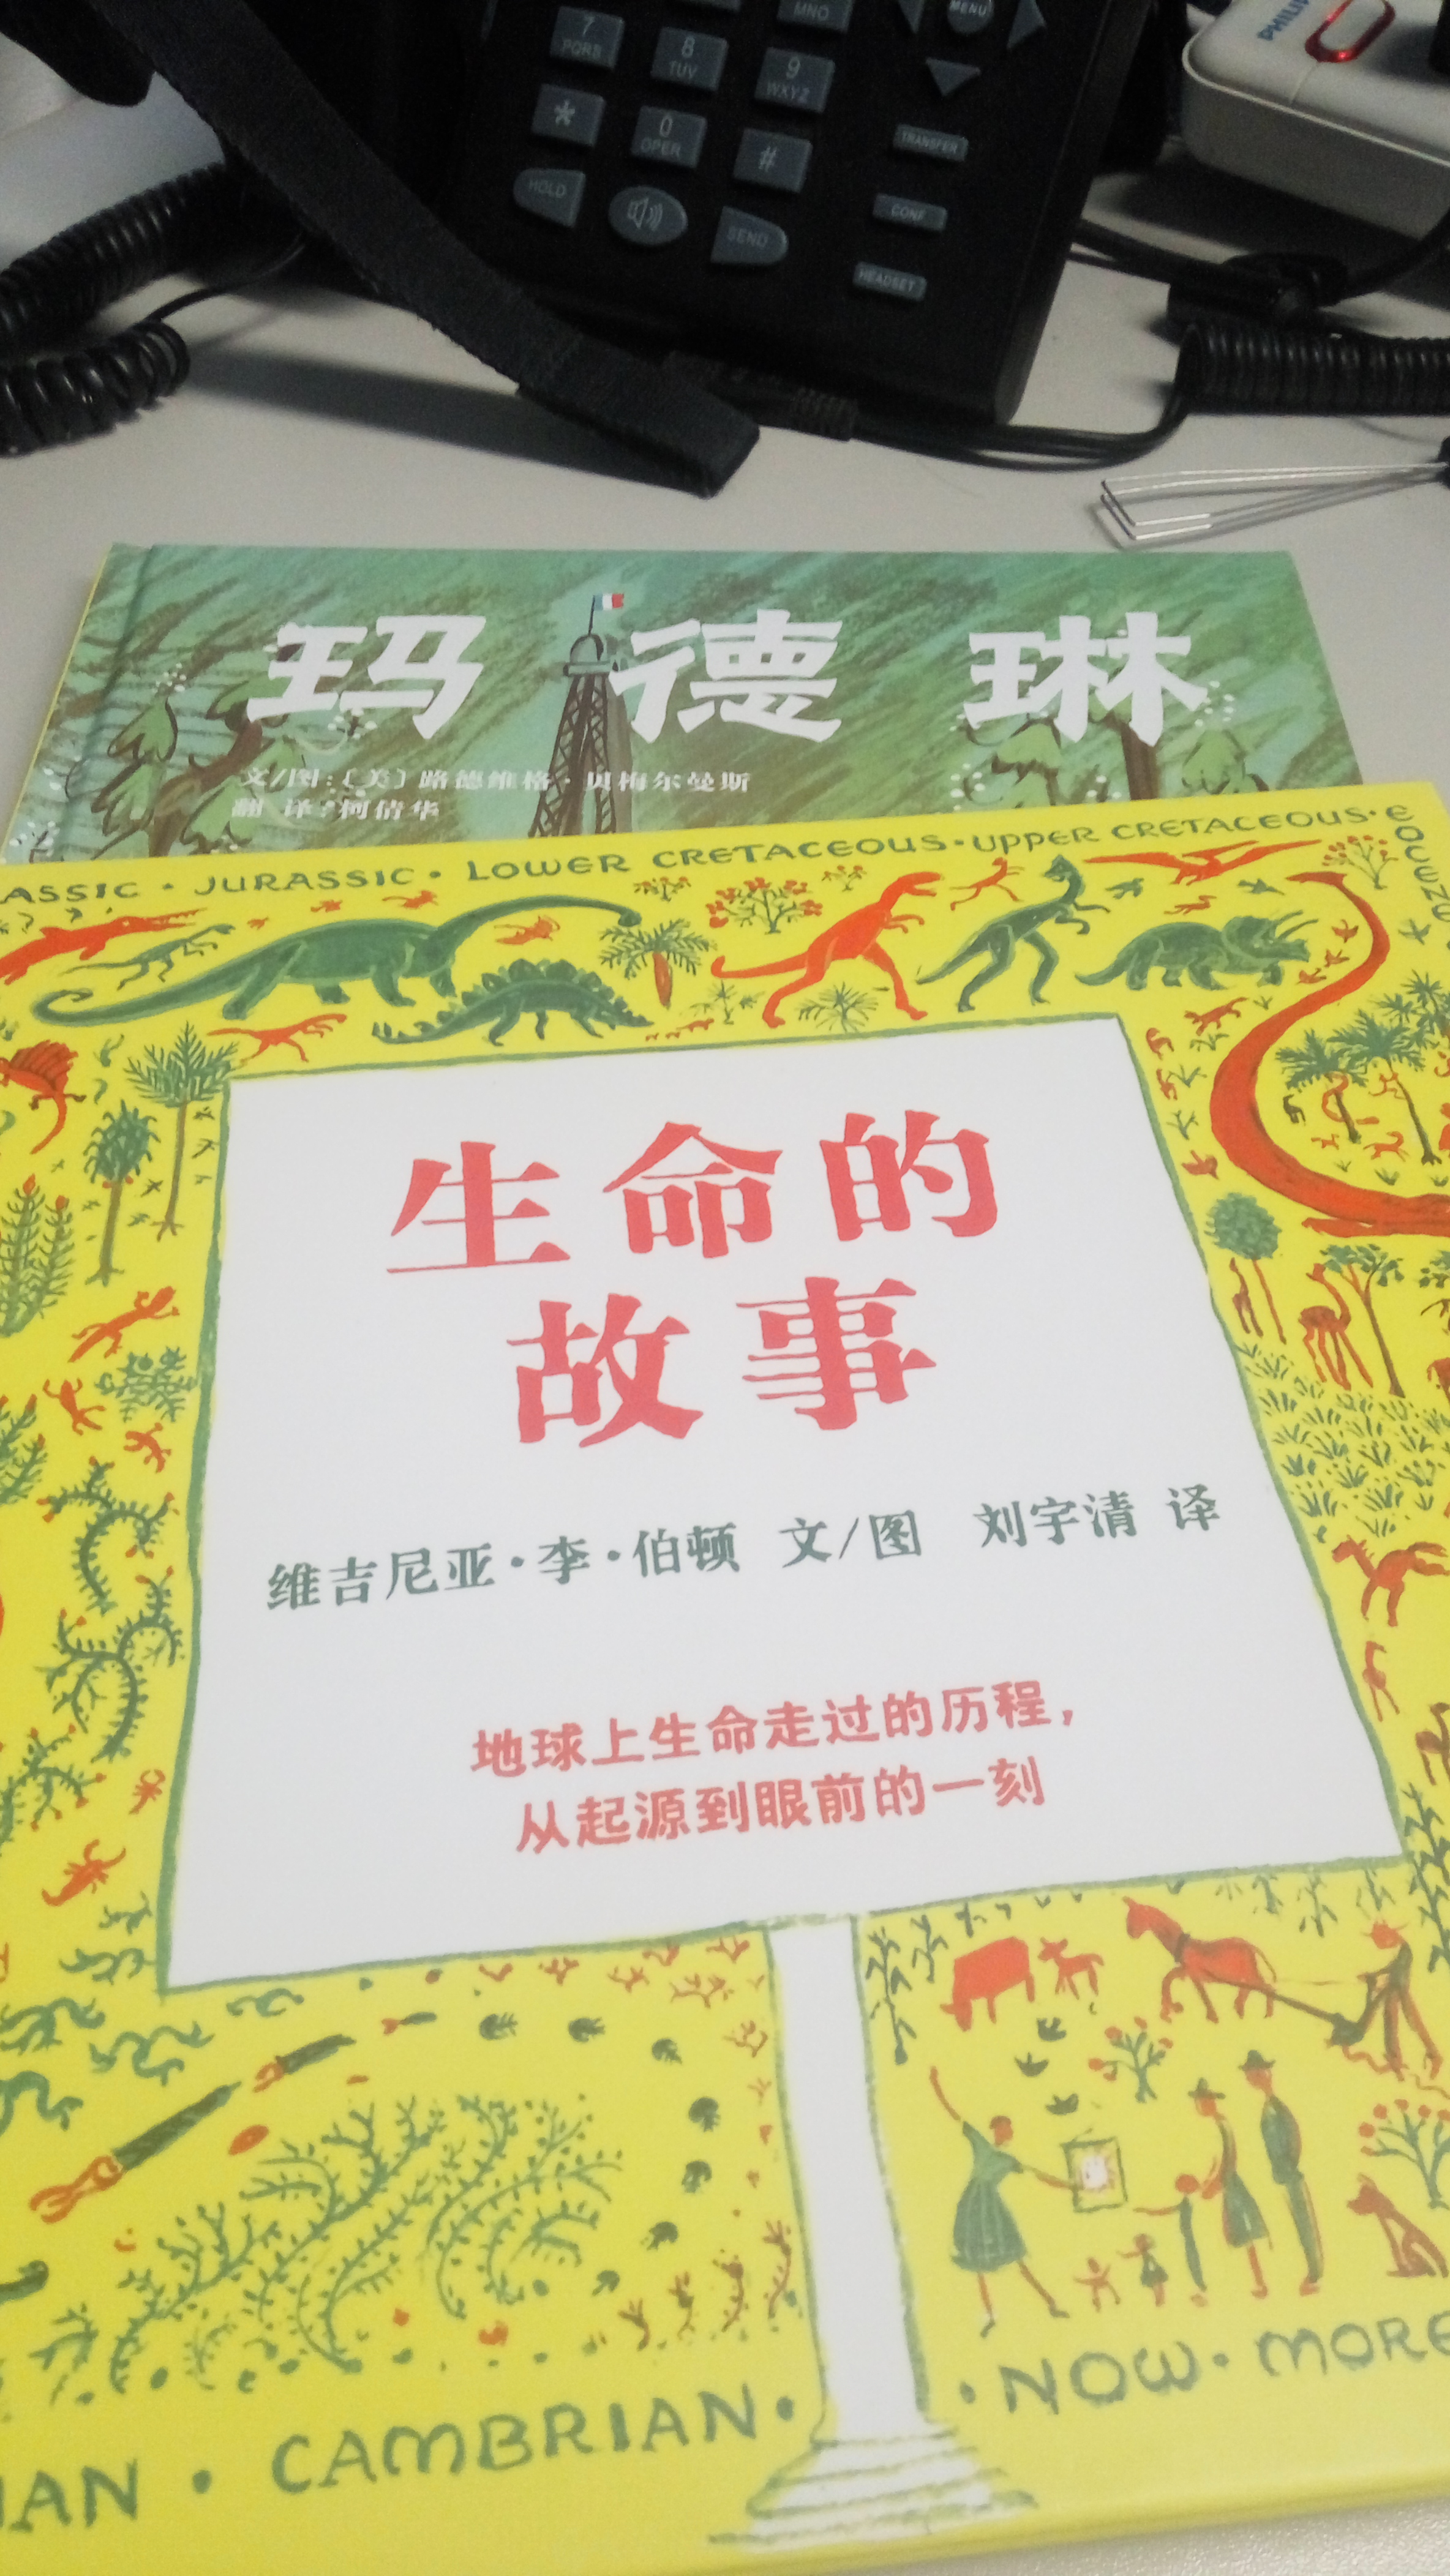 MNO
MENU
PHILIP
7
PQRS
8
TUV
9
WXYZ
*
0
OPER
#
TRANSFER
HOLD
SEND
CONF
HEADSET
玛德琳
文/图:〔美〕路德维格·贝梅尔曼斯
翻 译:柯倩华
ASSIC · JURASSIC · LOWER CRETACEOUS · UPPER CRETACEOUS · EOCENE
生命的
故事
维吉尼亚·李·伯顿 文/图 刘宇清 译
地球上生命走过的历程，
从起源到眼前的一刻
IAN · CAMBRIAN · · NOW · MORE